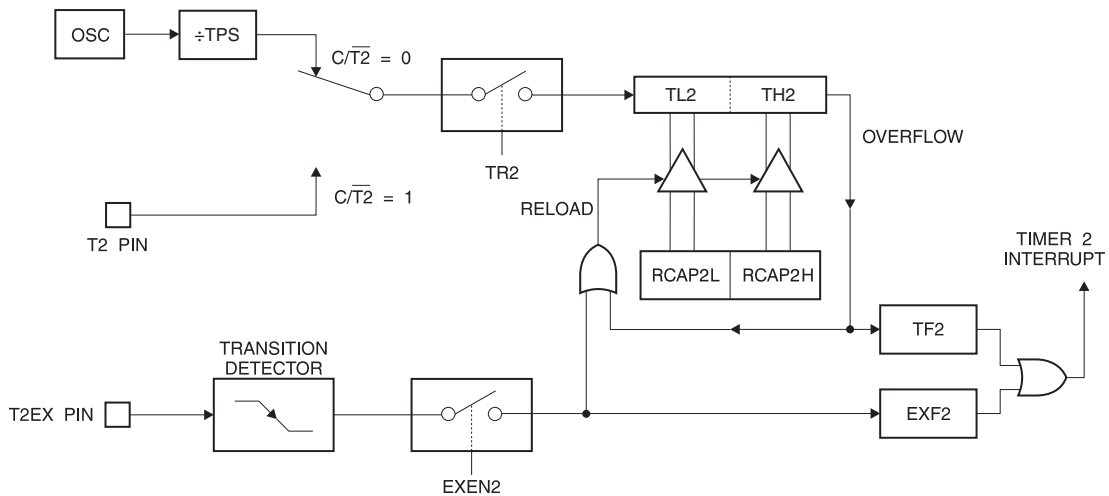 OSC
÷TPS
C/T2 = 0
TL2
TH2
OVERFLOW
TR2
C/T2 = 1
RELOAD
T2 PIN
TIMER 2
INTERRUPT
RCAP2L
RCAP2H
TF2
TRANSITION
DETECTOR
T2EX PIN
EXF2
EXEN2